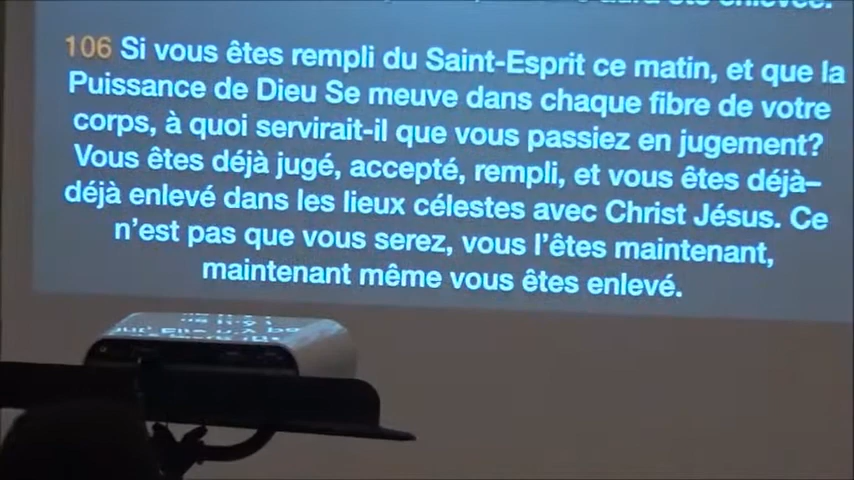 été enlevée.
106 Si vous êtes rempli du Saint-Esprit ce matin, et que la
Puissance de Dieu Se meuve dans chaque fibre de votre
corps, à quoi servirait-il que vous passiez en jugement?
Vous êtes déjà jugé, accepté, rempli, et vous êtes déjà–
déjà enlevé dans les lieux célestes avec Christ Jésus. Ce
n’est pas que vous serez, vous l’êtes maintenant,
maintenant même vous êtes enlevé.